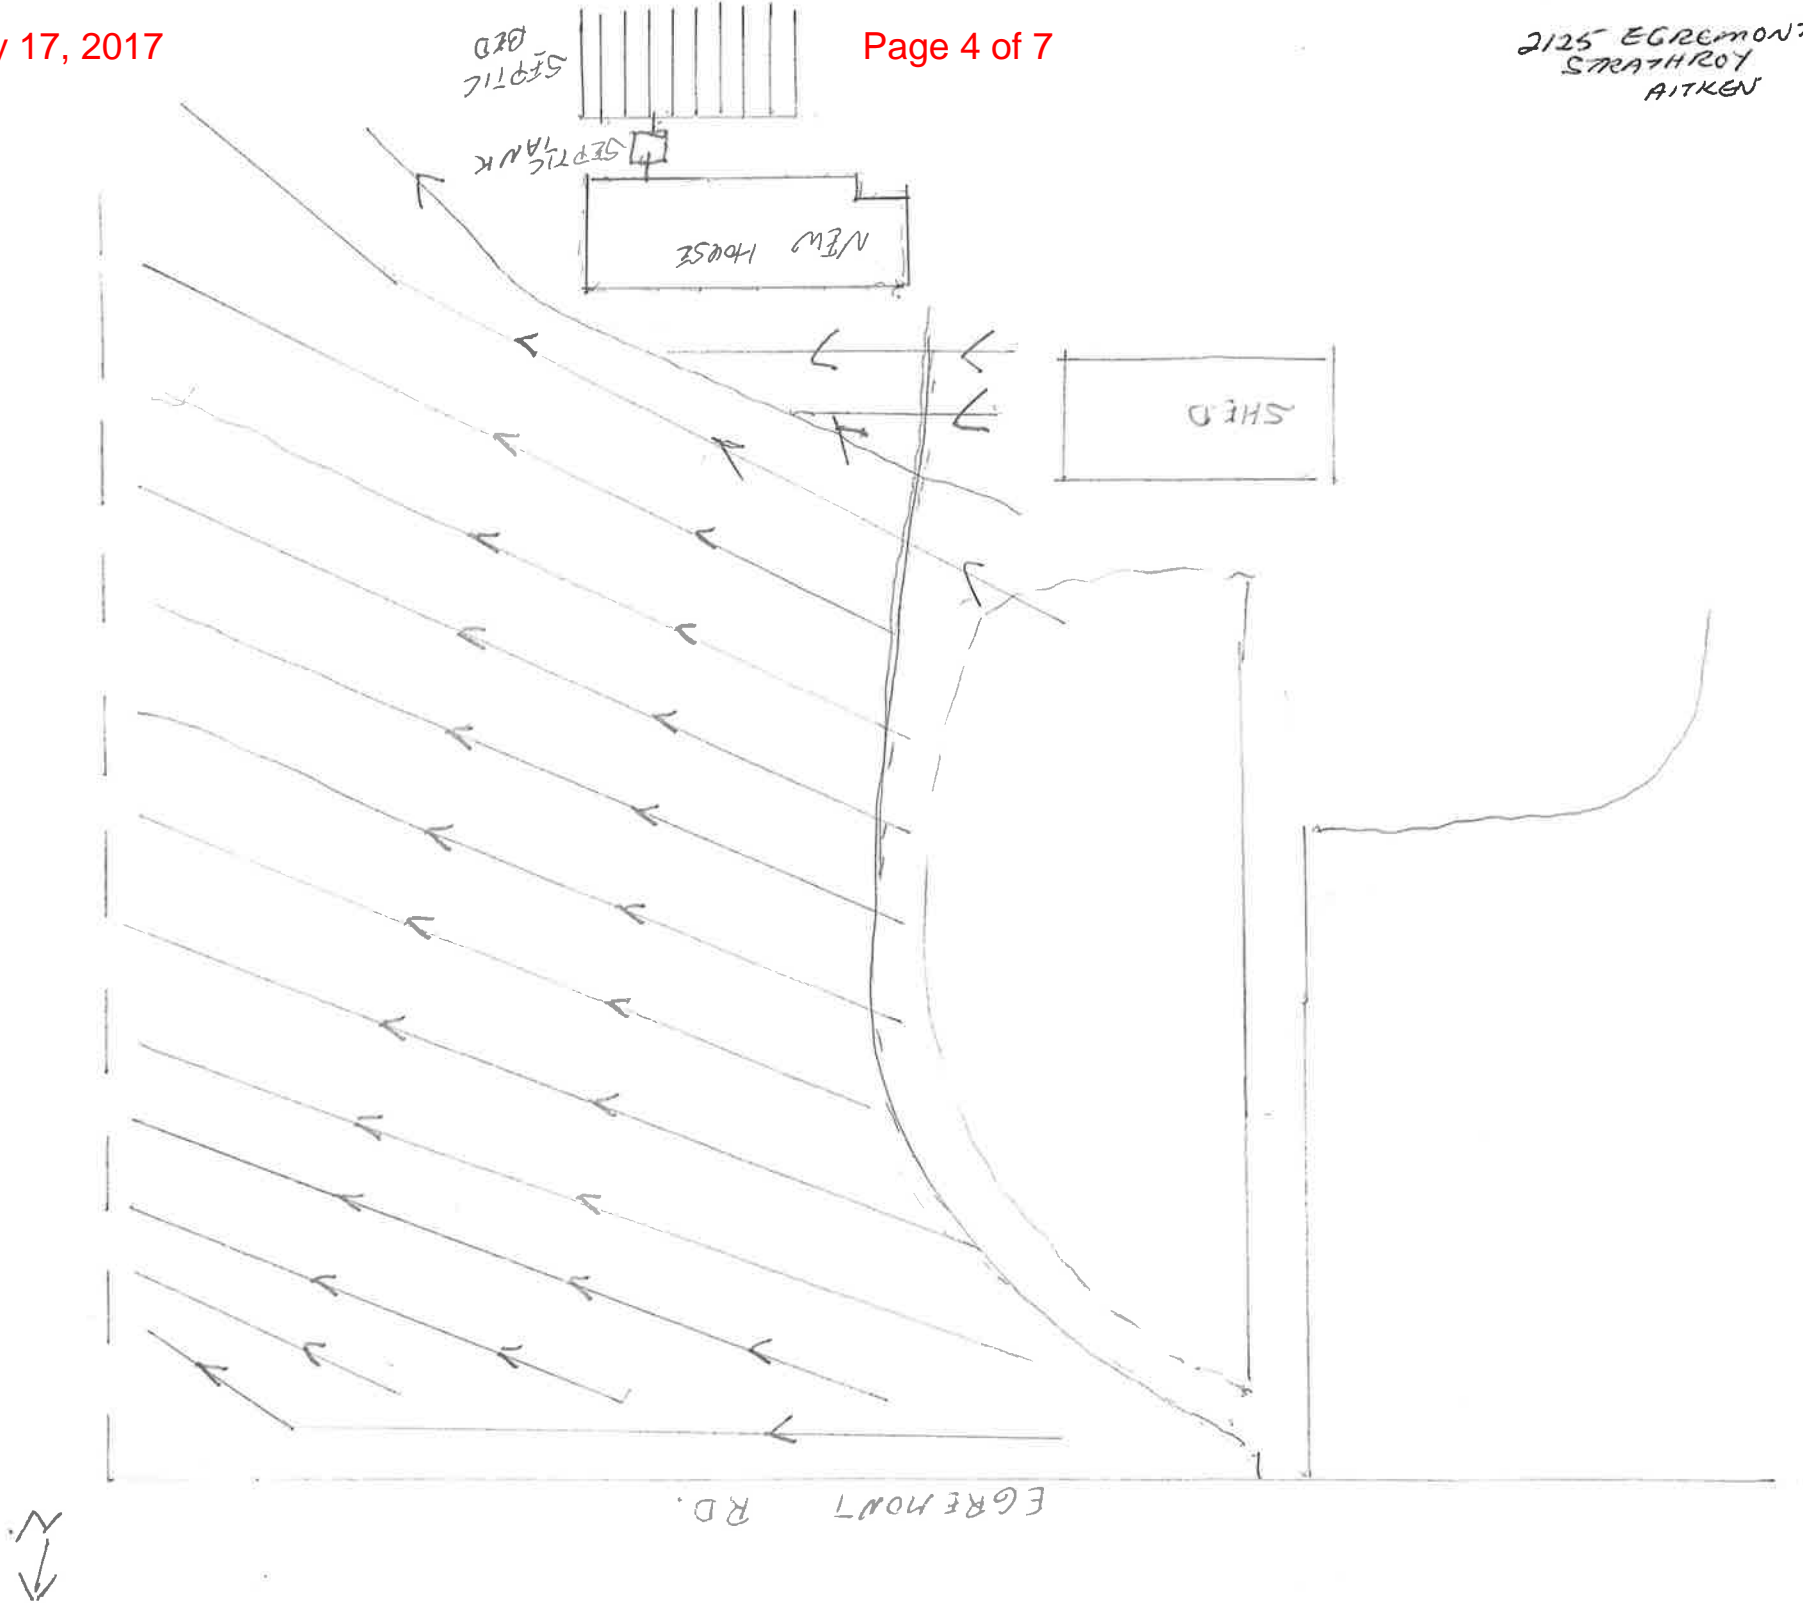 y 17, 2017
Page 4 of 7
2125 EGREMONT
STRATHROY
AITKEN
SEPTIC
BED
SEPTIC
TANK
NEW HOUSE
SHED
EGREMONT RD.
N